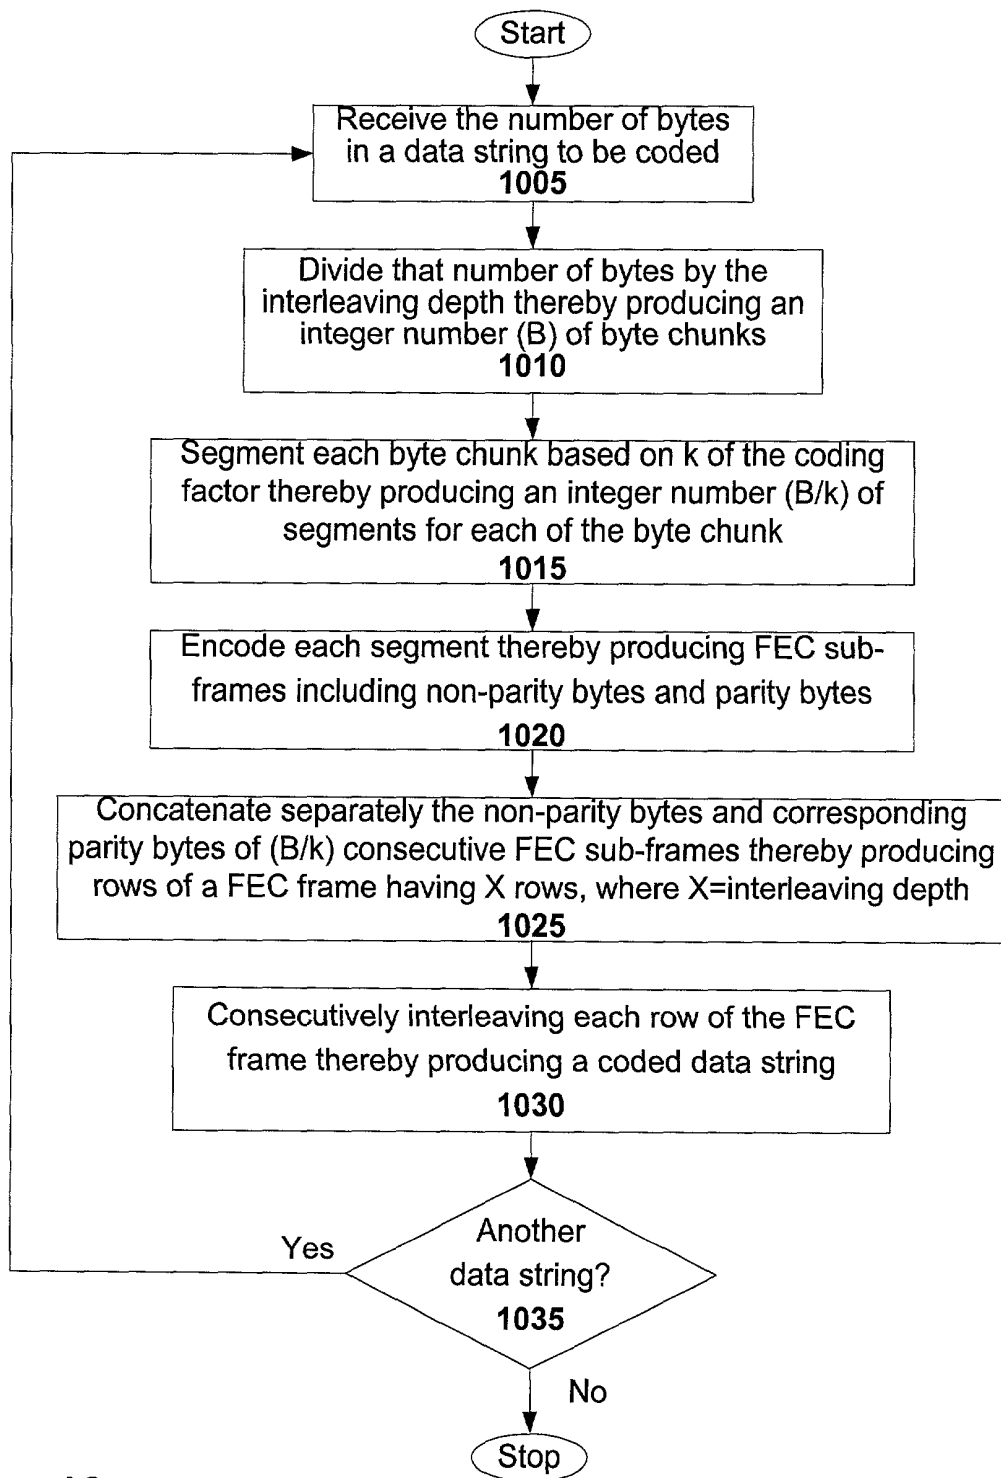 Start
Receive the number of bytes
in a data string to be coded
1005
Divide that number of bytes by the
interleaving depth thereby producing an
integer number (B) of byte chunks
1010
Segment each byte chunk based on k of the coding
factor thereby producing an integer number (B/k) of
segments for each of the byte chunk
1015
Encode each segment thereby producing FEC sub-
frames including non-parity bytes and parity bytes
1020
Concatenate separately the non-parity bytes and corresponding
parity bytes of (B/k) consecutive FEC sub-frames thereby producing
rows of a FEC frame having X rows, where X=interleaving depth
1025
Consecutively interleaving each row of the FEC
frame thereby producing a coded data string
1030
Another
data string?
1035
Yes
No
Stop